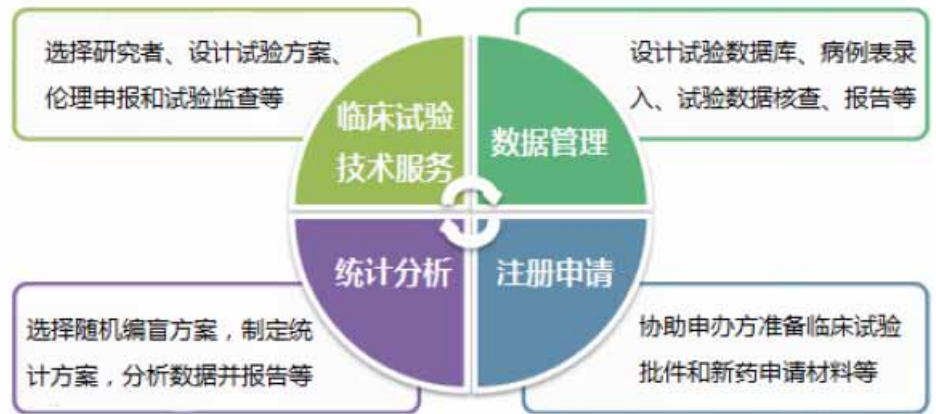 选择研究者、设计试验方案、
伦理申报和试验监查等
设计试验数据库、病例表录
入、试验数据核查、报告等
临床试验
技术服务
数据管理
统计分析
注册申请
选择随机编盲方案，制定统
计方案，分析数据并报告等
协助申办方准备临床试验
批件和新药申请材料等